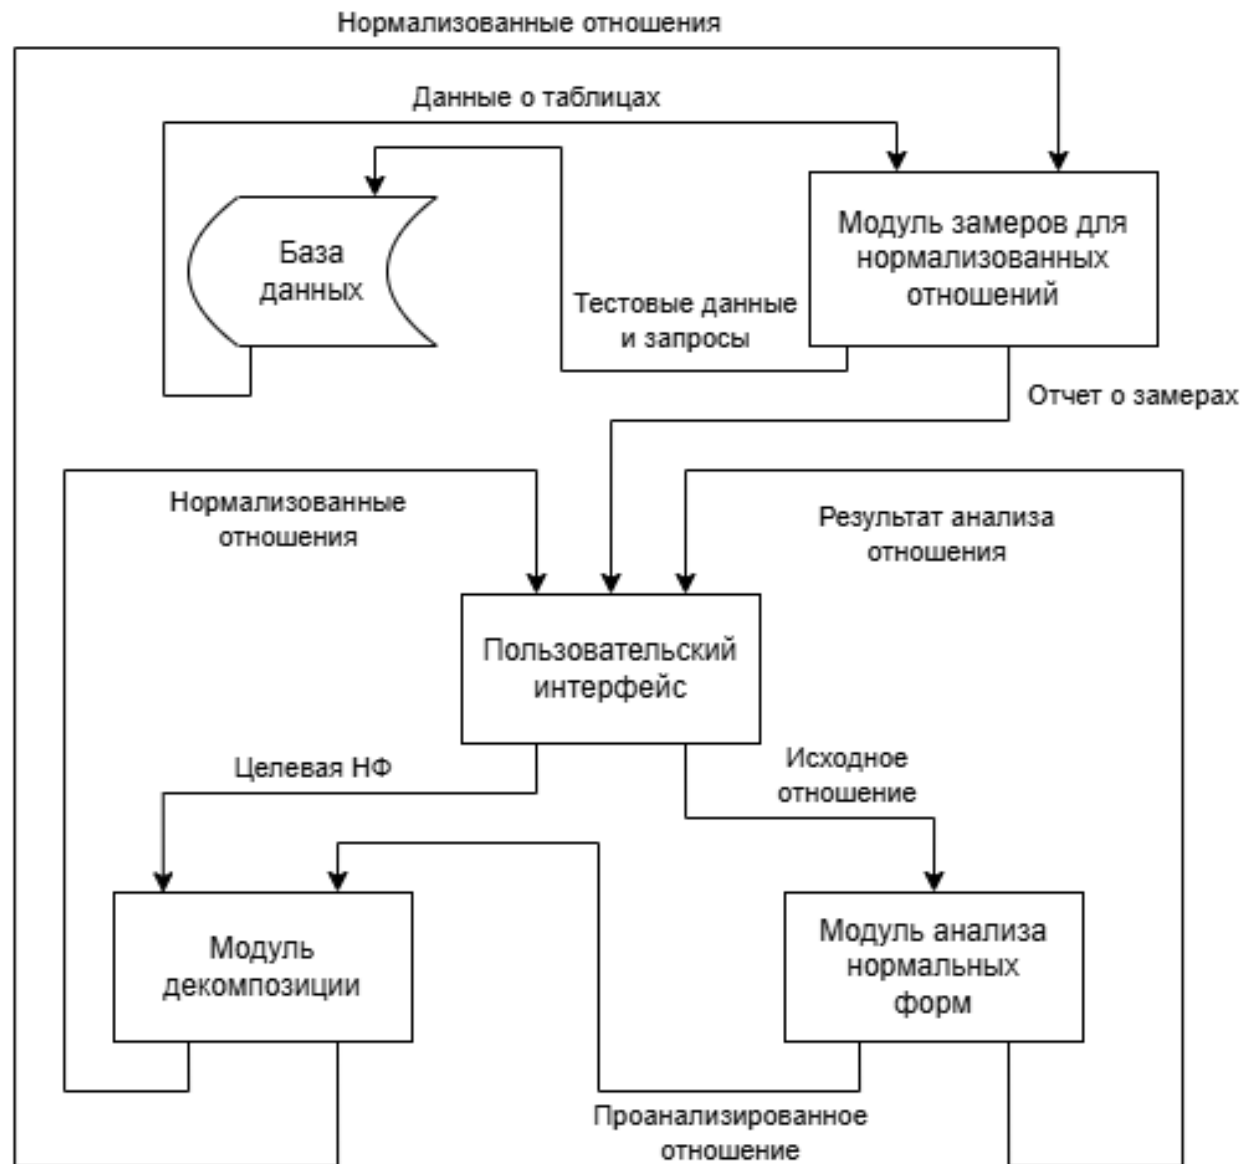 Нормализованные отношения
Данные о таблицах
База
данных
Модуль замеров для
нормализованных
отношений
Тестовые данные
и запросы
Отчет о замерах
Нормализованные
отношения
Результат анализа
отношения
Пользовательский
интерфейс
Целевая НФ
Исходное
отношение
Модуль
декомпозиции
Модуль анализа
нормальных
форм
Проанализированное
отношение